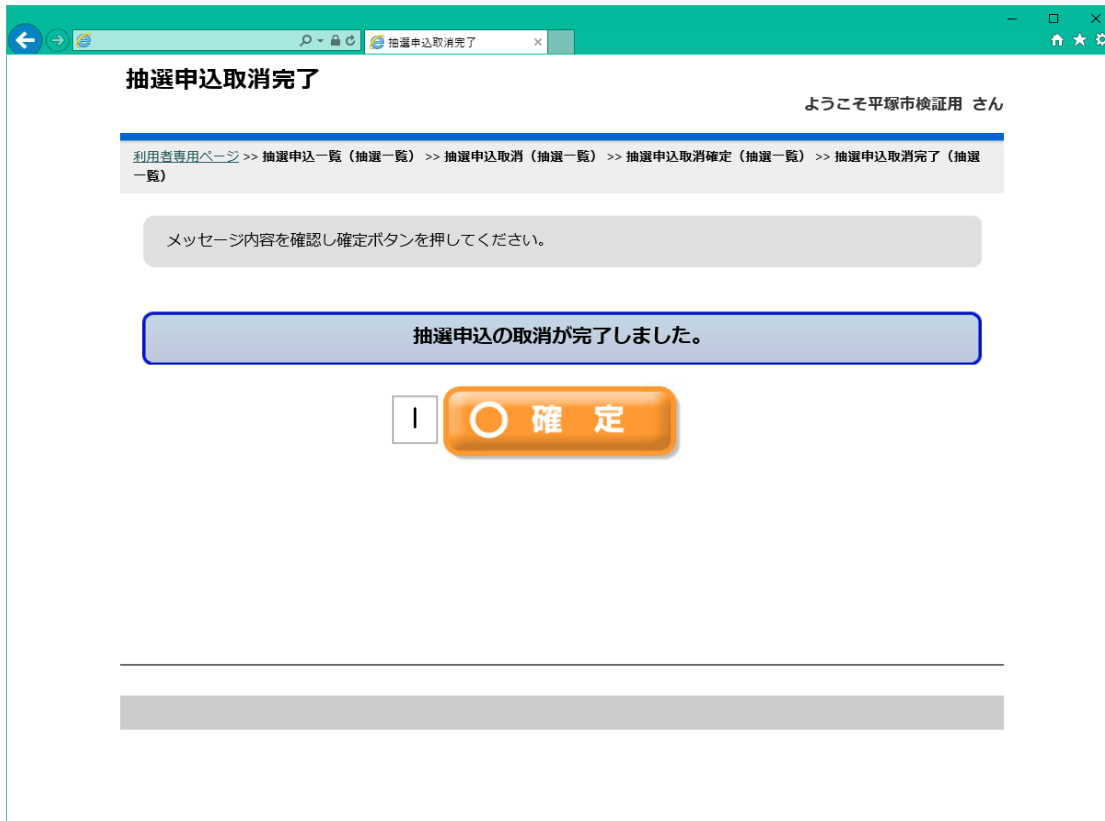 抽選申込取消完了
抽選申込取消完了
ようこそ平塚市検証用 さん
利用者専用ページ >> 抽選申込一覧（抽選一覧） >> 抽選申込取消（抽選一覧） >> 抽選申込取消確定（抽選一覧） >> 抽選申込取消完了（抽選
一覧）
メッセージ内容を確認し確定ボタンを押してください。
抽選申込の取消が完了しました。
I 確 定